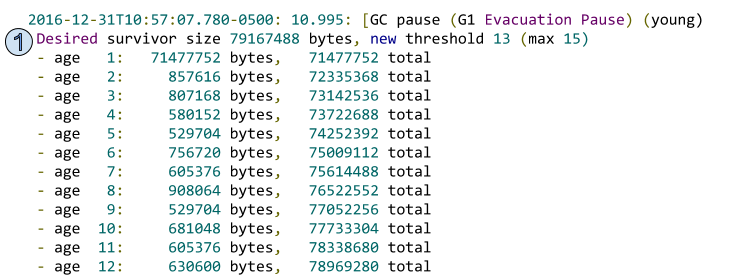 2016-12-31T10:57:07.780-0500: 10.995: [GC pause (G1 Evacuation Pause) (young)
1 Desired survivor size 79167488 bytes, new threshold 13 (max 15)
- age   1:   71477752 bytes,   71477752 total
- age   2:     857616 bytes,   72335368 total
- age   3:     807168 bytes,   73142536 total
- age   4:     580152 bytes,   73722688 total
- age   5:     529704 bytes,   74252392 total
- age   6:     756720 bytes,   75009112 total
- age   7:     605376 bytes,   75614488 total
- age   8:     908064 bytes,   76522552 total
- age   9:     529704 bytes,   77052256 total
- age  10:     681048 bytes,   77733304 total
- age  11:     605376 bytes,   78338680 total
- age  12:     630600 bytes,   78969280 total